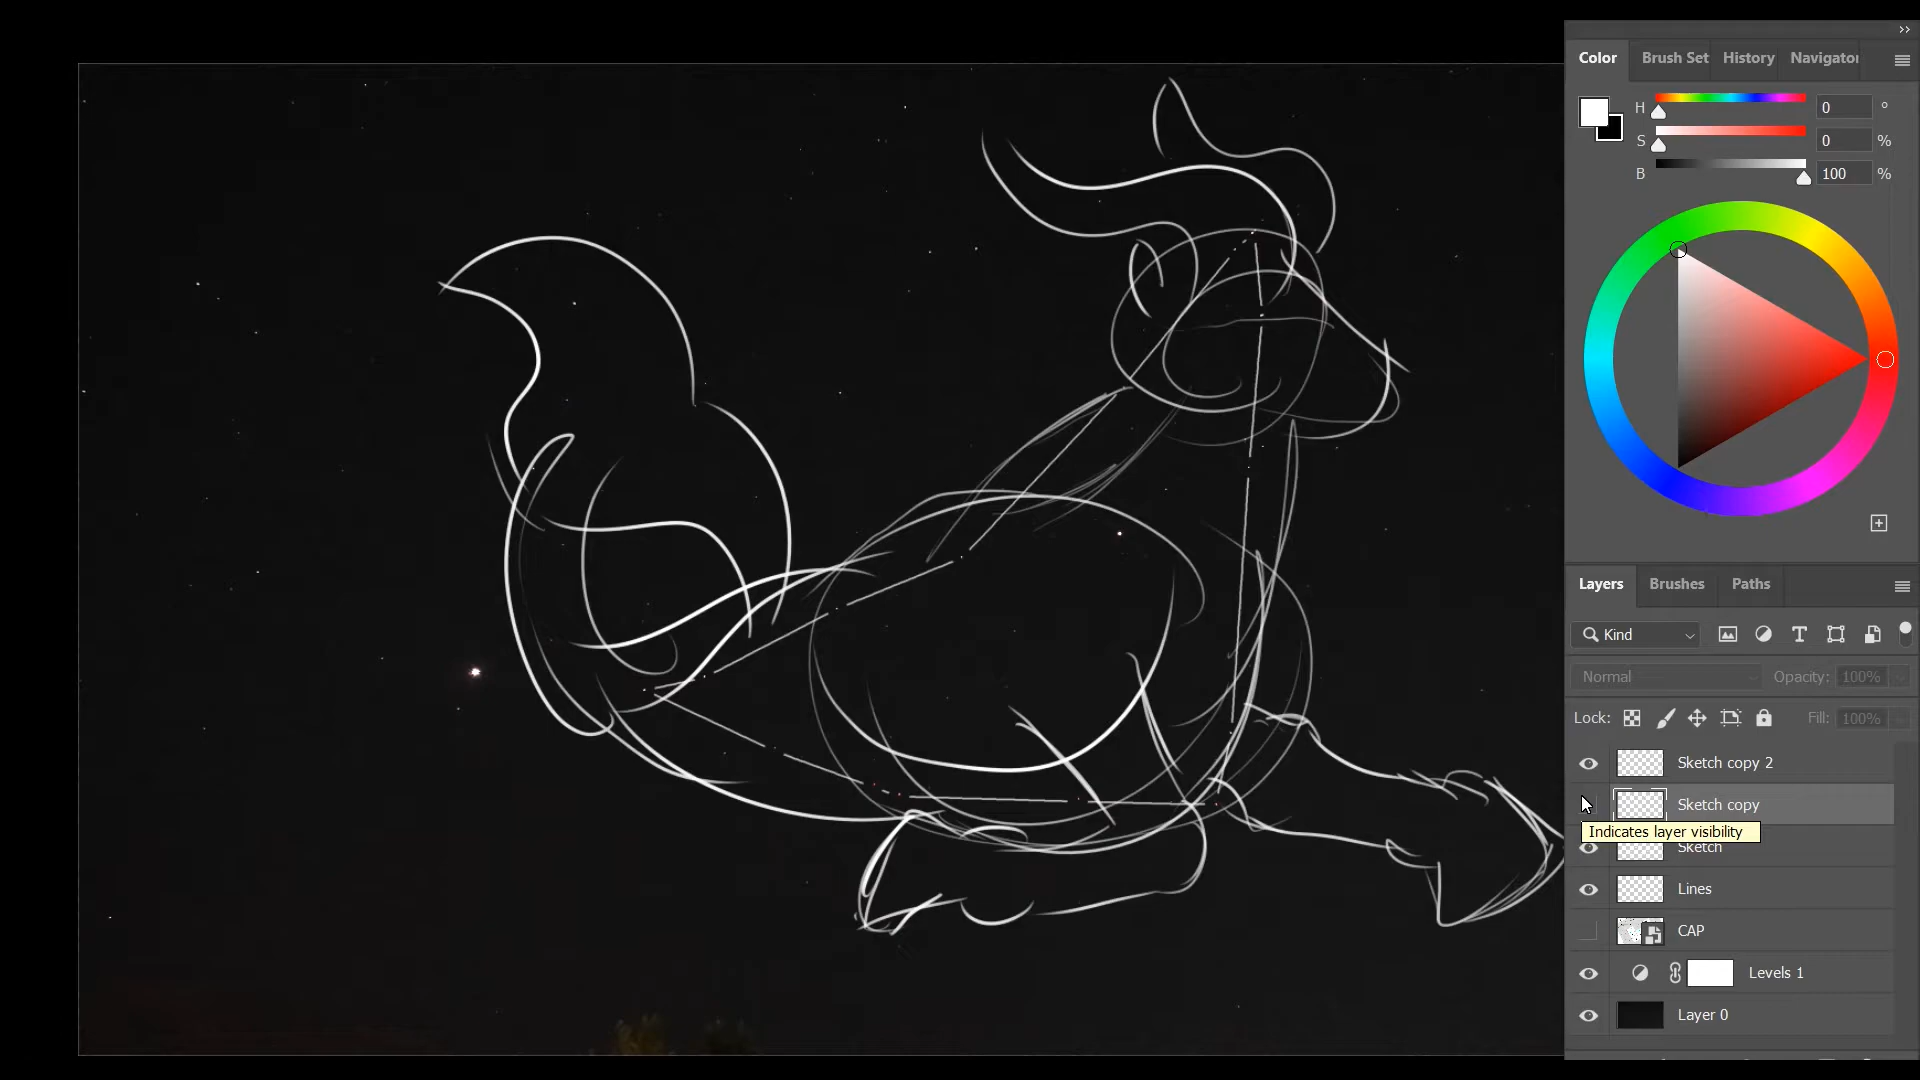 Color Brush Set History Navigator
H 0 °
S 0 %
B 100 %
Layers Brushes Paths
Kind
Normal Opacity: 100%
Lock: Fill: 100%
Sketch copy 2
Sketch copy
Indicates layer visibility
Sketch
Lines
CAP
Levels 1
Layer 0